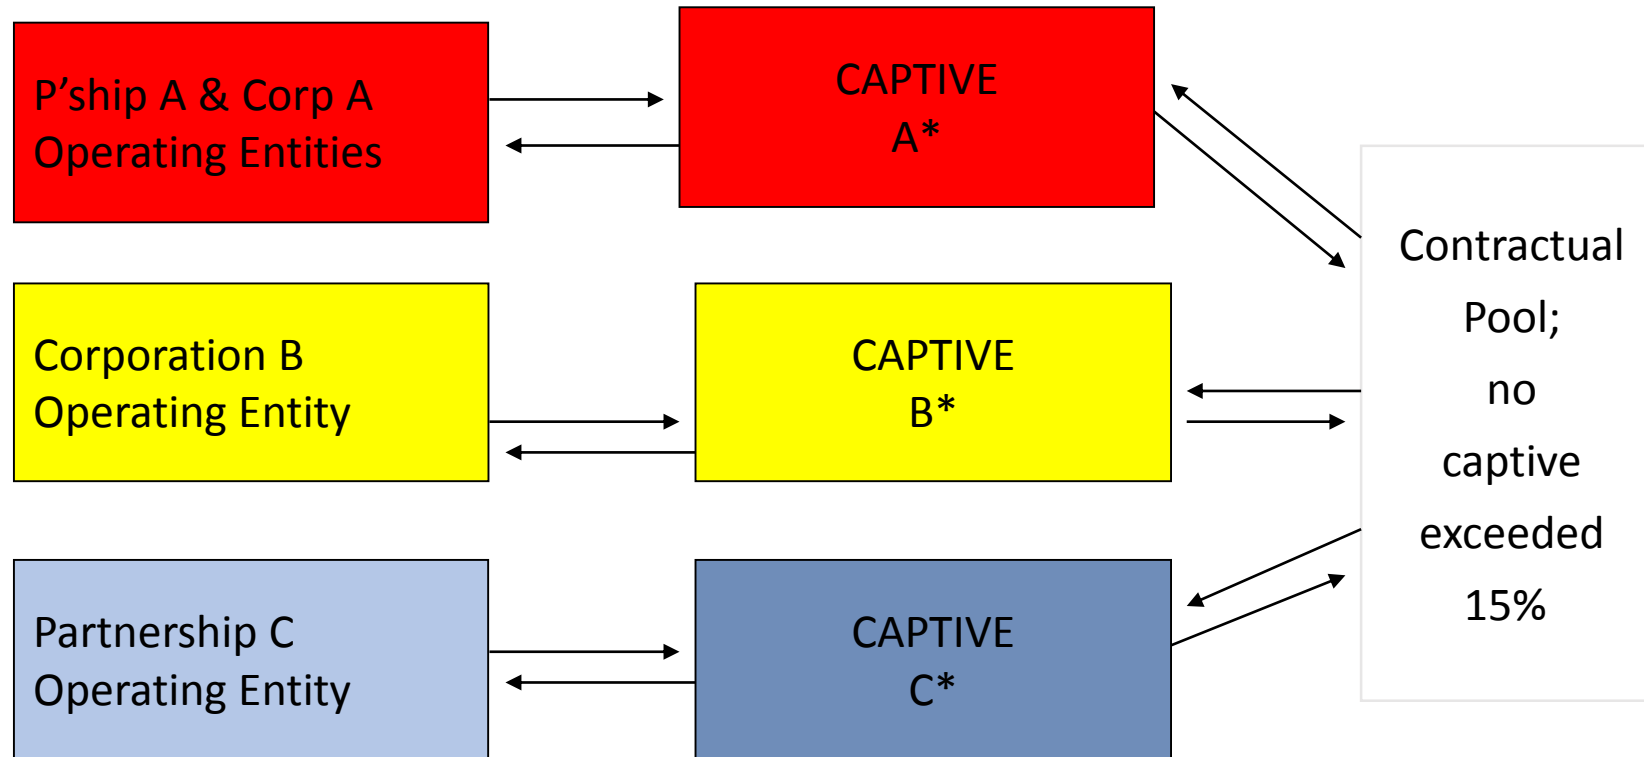 P’ship A & Corp A
Operating Entities
CAPTIVE
A*
Corporation B
Operating Entity
CAPTIVE
B*
Partnership C
Operating Entity
CAPTIVE
C*
Contractual
Pool;
no
captive
exceeded
15%